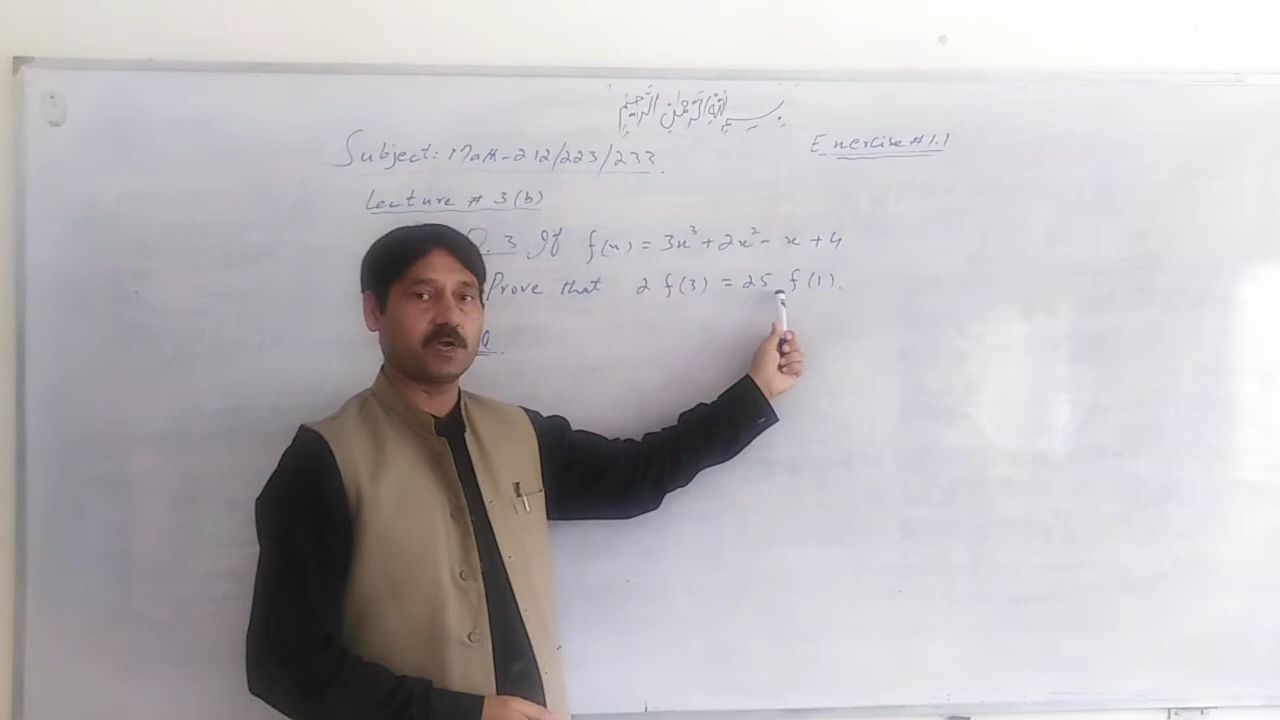 بسم الله الرحمٰن الرحيم
Subject: Math-212/223/233.
Exercise # 1.1
Lecture # 3(b)
Q.3 If f(x) = 3x³ + 2x² - x + 4
Prove that 2 f(3) = 25 f(1).